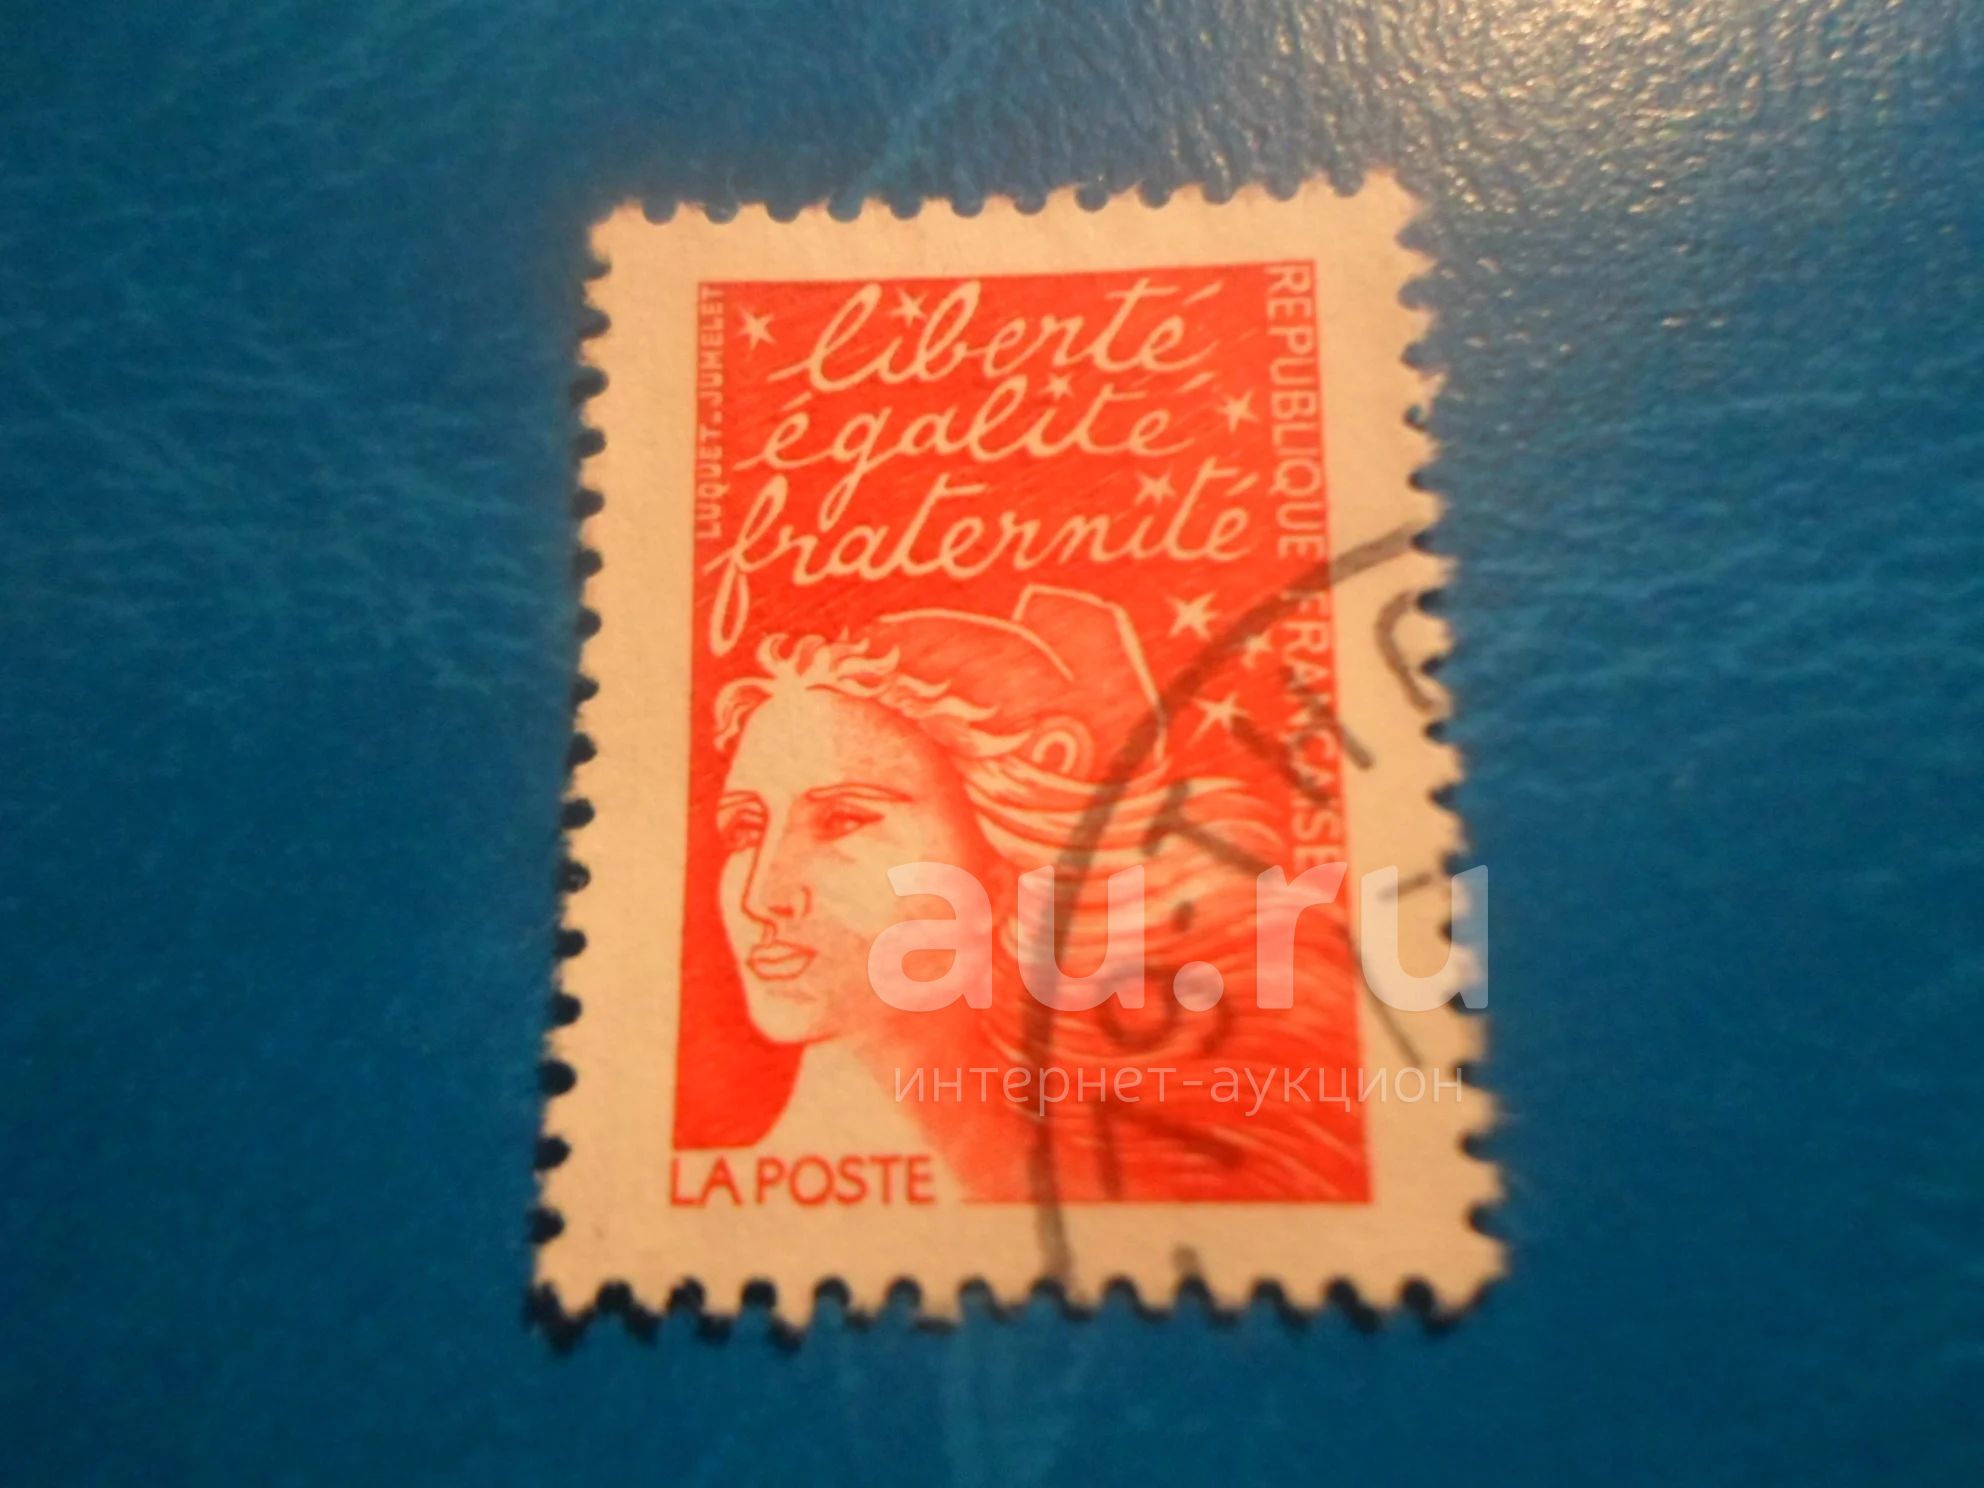 liberté
égalité
fraternité
LUQUET.JUMELET
REPUBLIQUE FRANÇAISE
LA POSTE
au.ru
интернет-аукцион